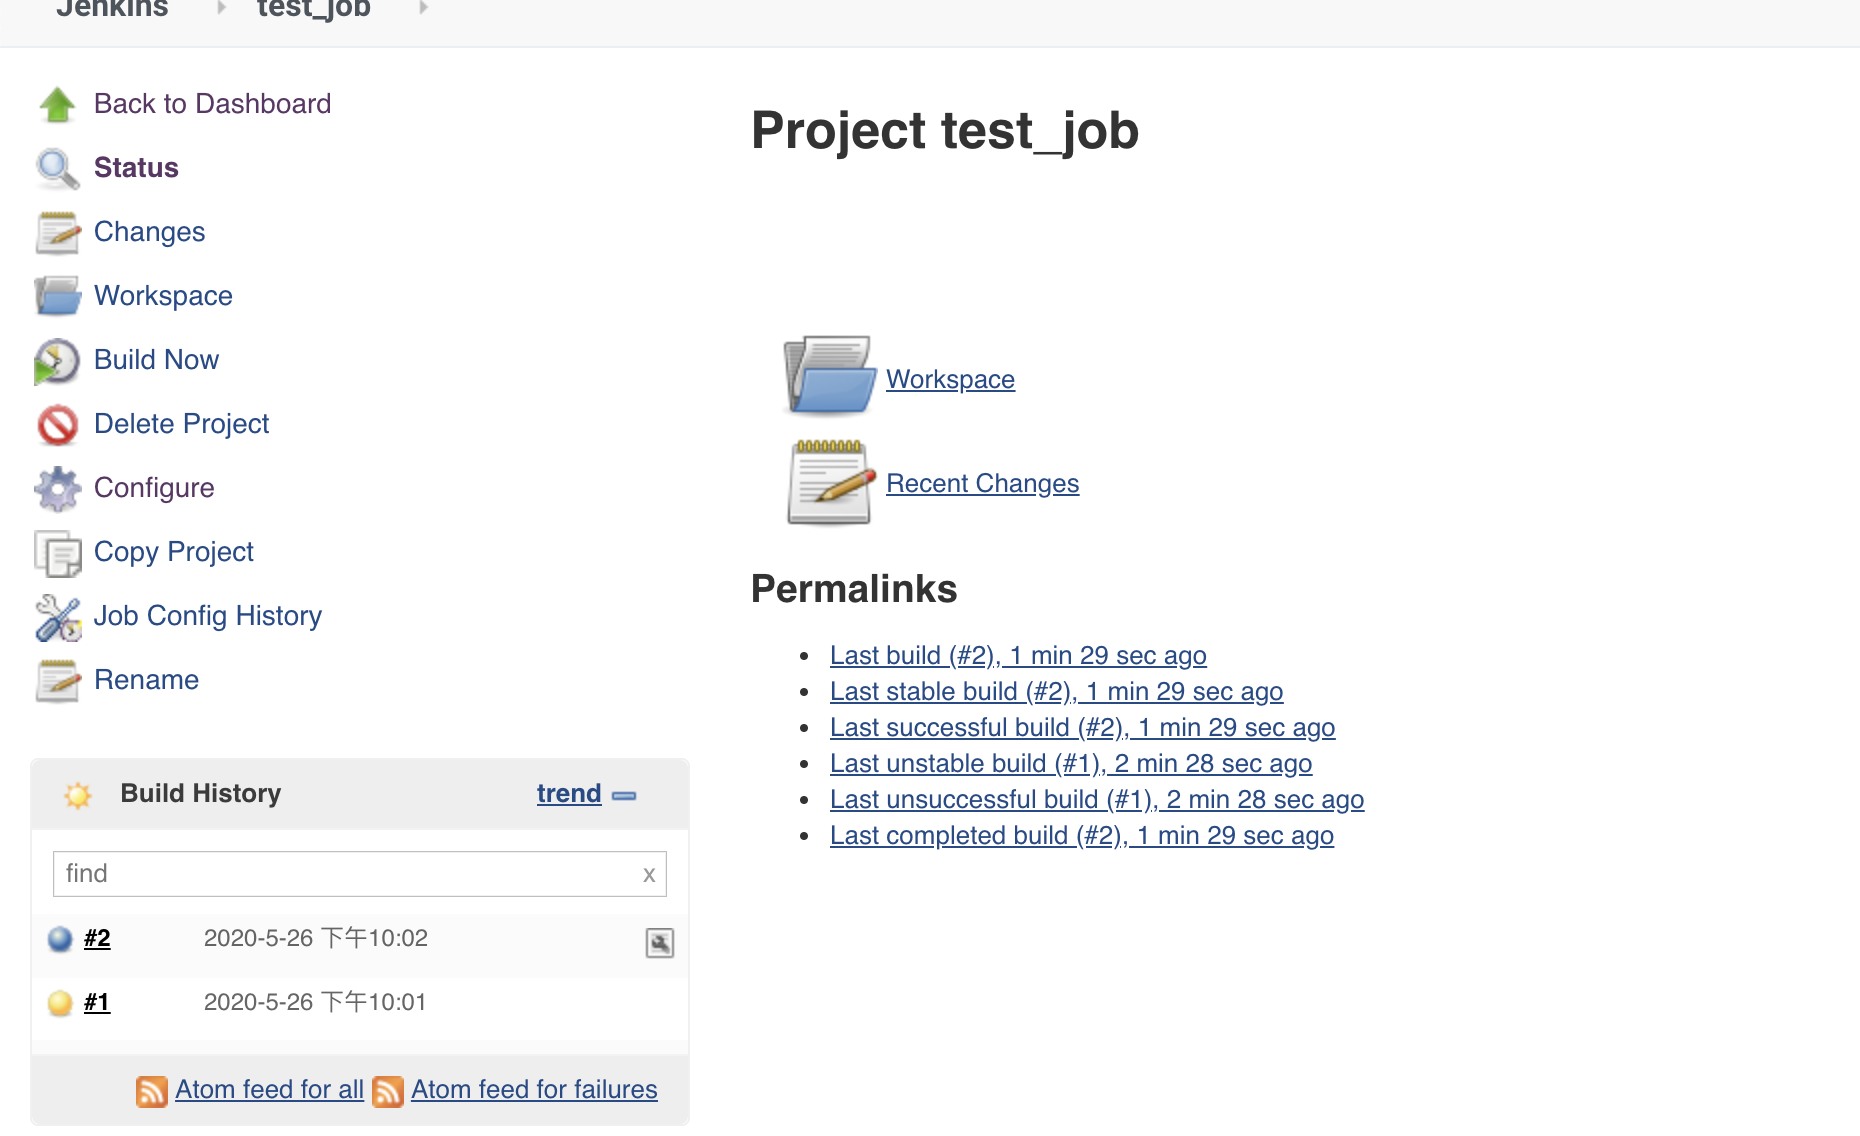 Jenkins test_job
Back to Dashboard
Status
Changes
Workspace
Build Now
Delete Project
Configure
Copy Project
Job Config History
Rename
Build History trend
find x
#2 2020-5-26 下午10:02
#1 2020-5-26 下午10:01
Atom feed for all Atom feed for failures
Project test_job
Workspace
Recent Changes
Permalinks
Last build (#2), 1 min 29 sec ago
Last stable build (#2), 1 min 29 sec ago
Last successful build (#2), 1 min 29 sec ago
Last unstable build (#1), 2 min 28 sec ago
Last unsuccessful build (#1), 2 min 28 sec ago
Last completed build (#2), 1 min 29 sec ago